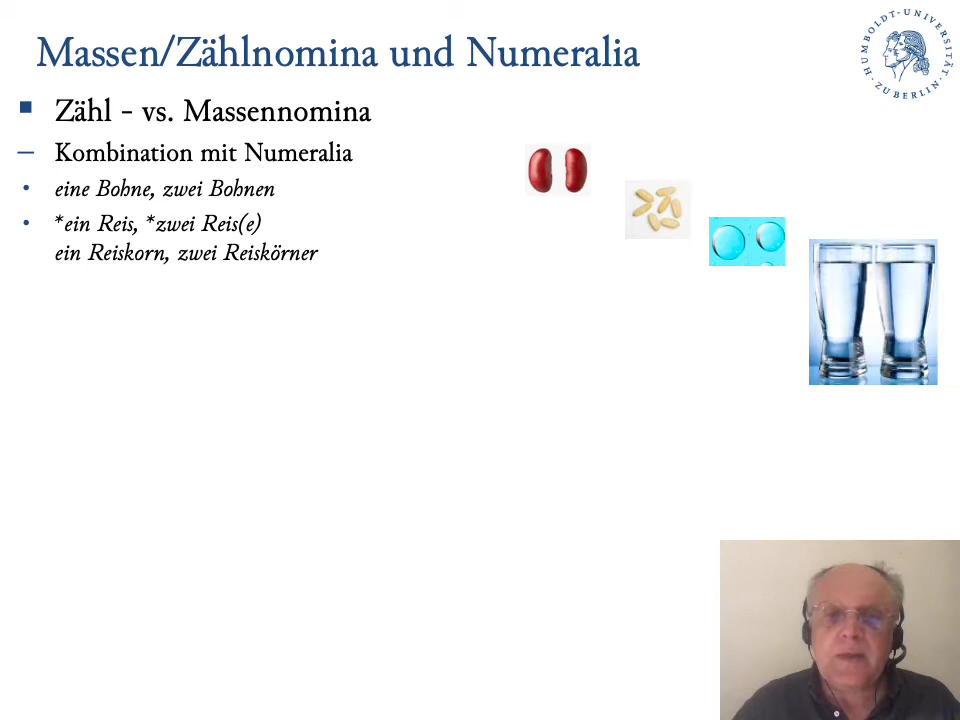 Massen/Zählnomina und Numeralia
Zähl - vs. Massennomina
Kombination mit Numeralia
eine Bohne, zwei Bohnen
*ein Reis, *zwei Reis(e)
ein Reiskorn, zwei Reiskörner
HUMBOLDT-UNIVERSITÄT
ZU BERLIN